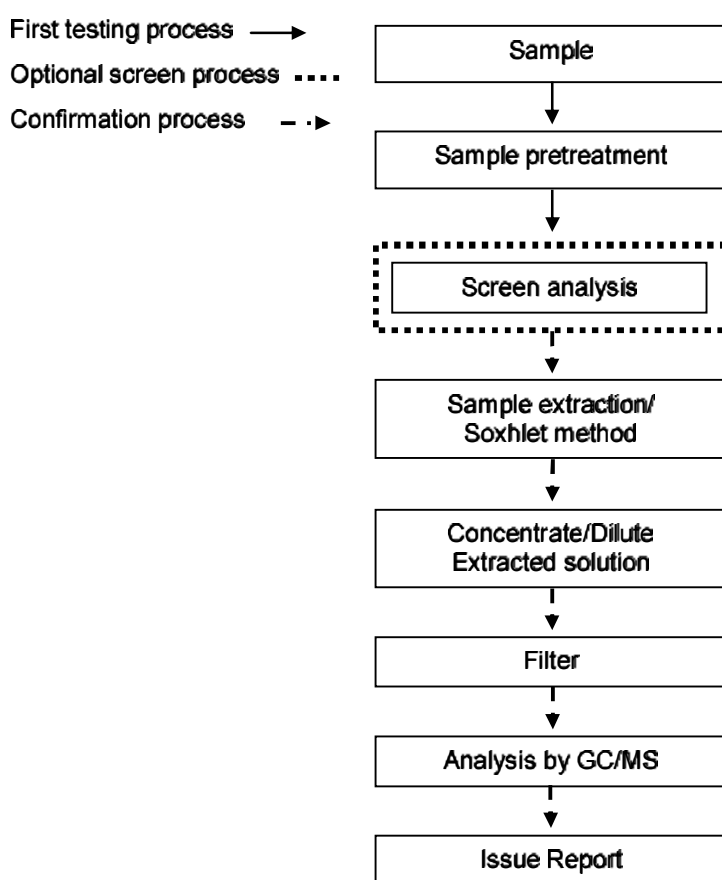 First testing process
Optional screen process
Confirmation process
Sample
Sample pretreatment
Screen analysis
Sample extraction/
Soxhlet method
Concentrate/Dilute
Extracted solution
Filter
Analysis by GC/MS
Issue Report